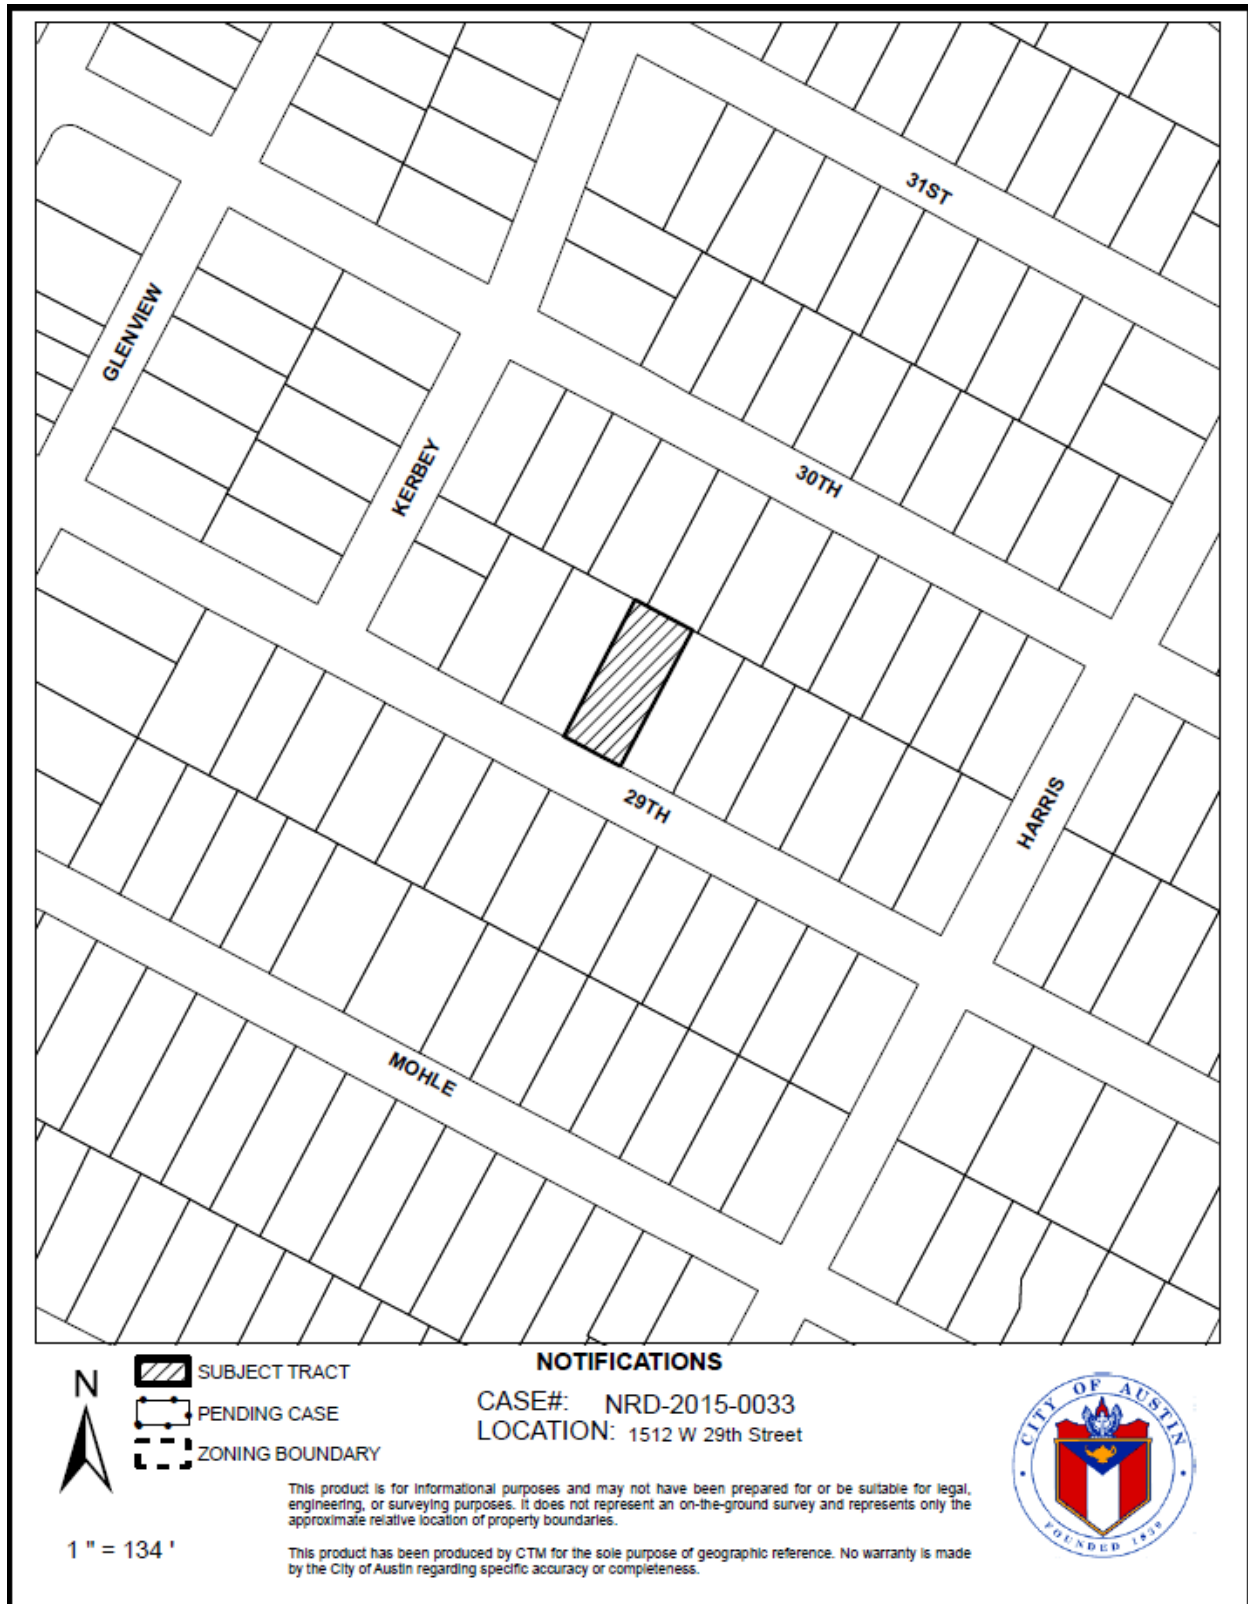 31ST
GLENVIEW
KERBEY
30TH
29TH
HARRIS
MOHLE
N
SUBJECT TRACT
PENDING CASE
ZONING BOUNDARY
1 " = 134 '
NOTIFICATIONS
CASE#: NRD-2015-0033
LOCATION: 1512 W 29th Street
This product is for informational purposes and may not have been prepared for or be suitable for legal,
engineering, or surveying purposes. It does not represent an on-the-ground survey and represents only the
approximate relative location of property boundaries.
This product has been produced by CTM for the sole purpose of geographic reference. No warranty is made
by the City of Austin regarding specific accuracy or completeness.
CITY OF AUSTIN
FOUNDED 1839